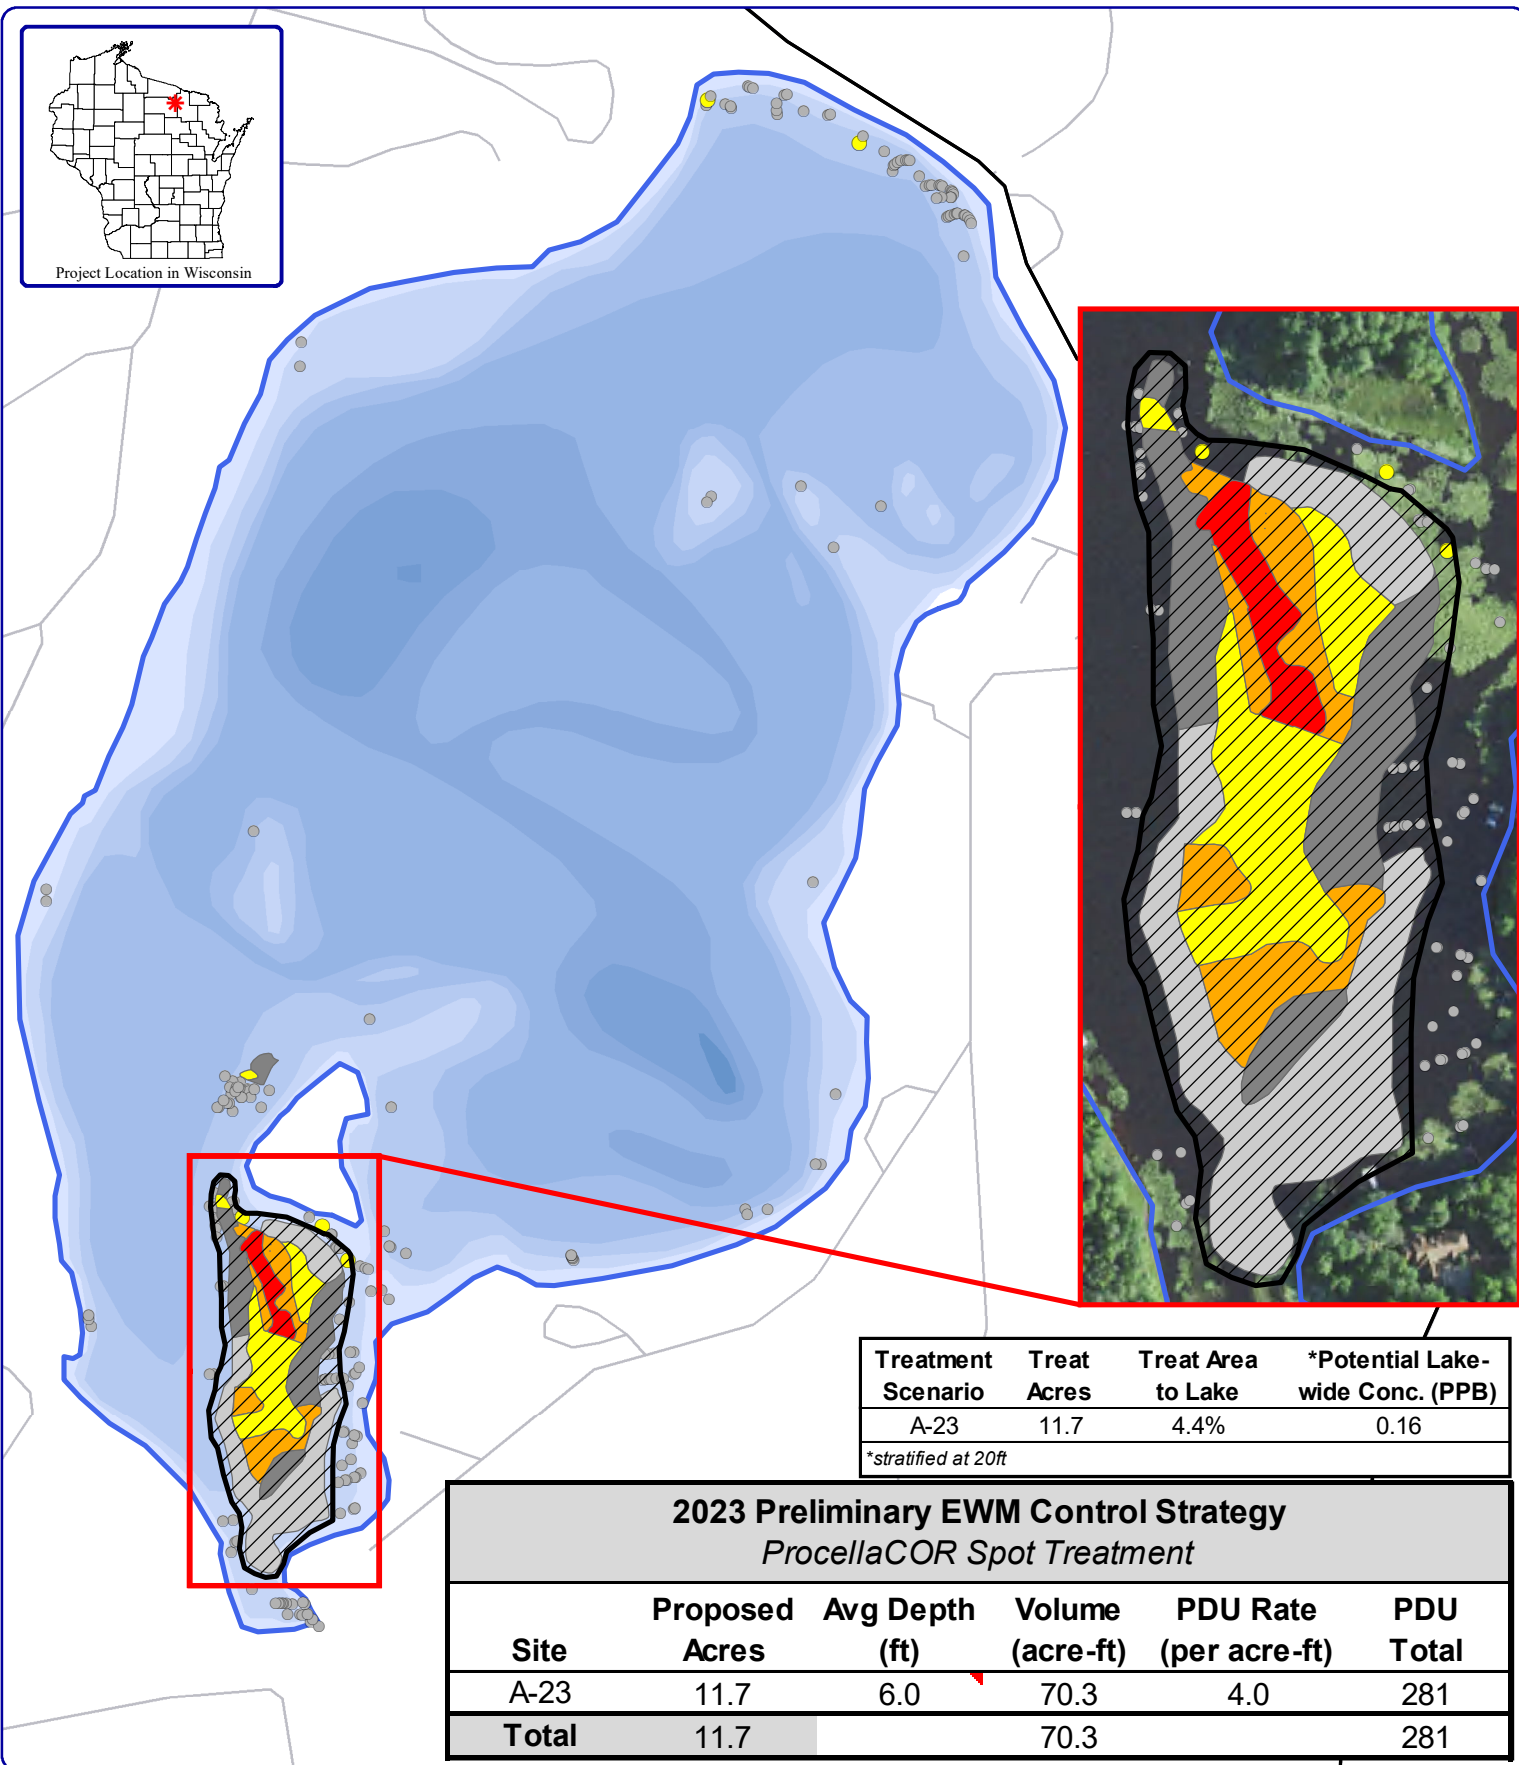 Project Location in Wisconsin
Treatment Scenario Treat Acres Treat Area to Lake *Potential Lake-wide Conc. (PPB)
A-23 11.7 4.4% 0.16
*stratified at 20ft
2023 Preliminary EWM Control Strategy
ProcellaCOR Spot Treatment
Site Proposed Acres Avg Depth (ft) Volume (acre-ft) PDU Rate (per acre-ft) PDU Total
A-23 11.7 6.0 70.3 4.0 281
Total 11.7 70.3 281